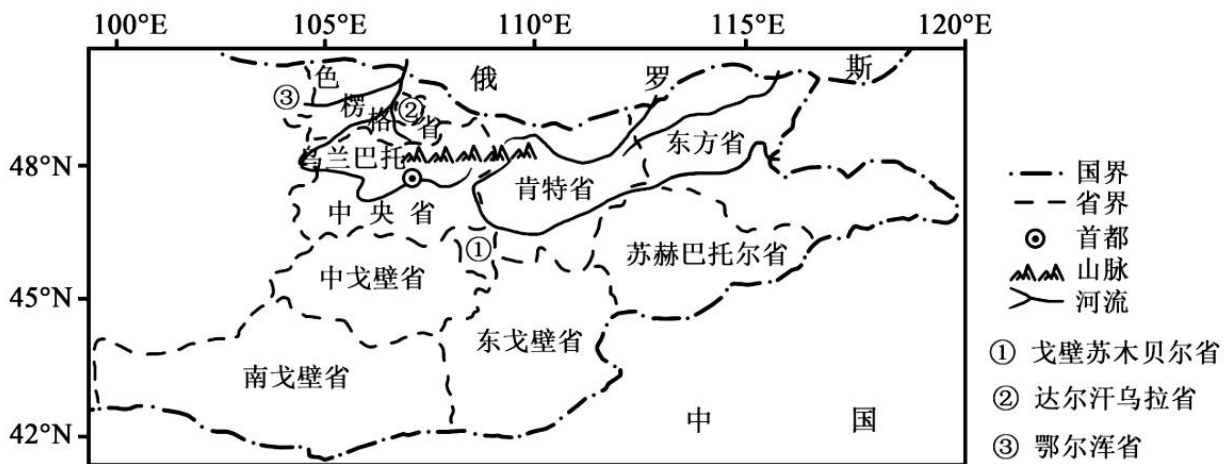 100°E 105°E 110°E 115°E 120°E
48°N
45°N
42°N
俄 罗 斯
色楞格省
③
②
乌兰巴托
中央省
肯特省
东方省
①
苏赫巴托尔省
中戈壁省
东戈壁省
南戈壁省
中 国
国界
省界
首都
山脉
河流
① 戈壁苏木贝尔省
② 达尔汗乌拉省
③ 鄂尔浑省